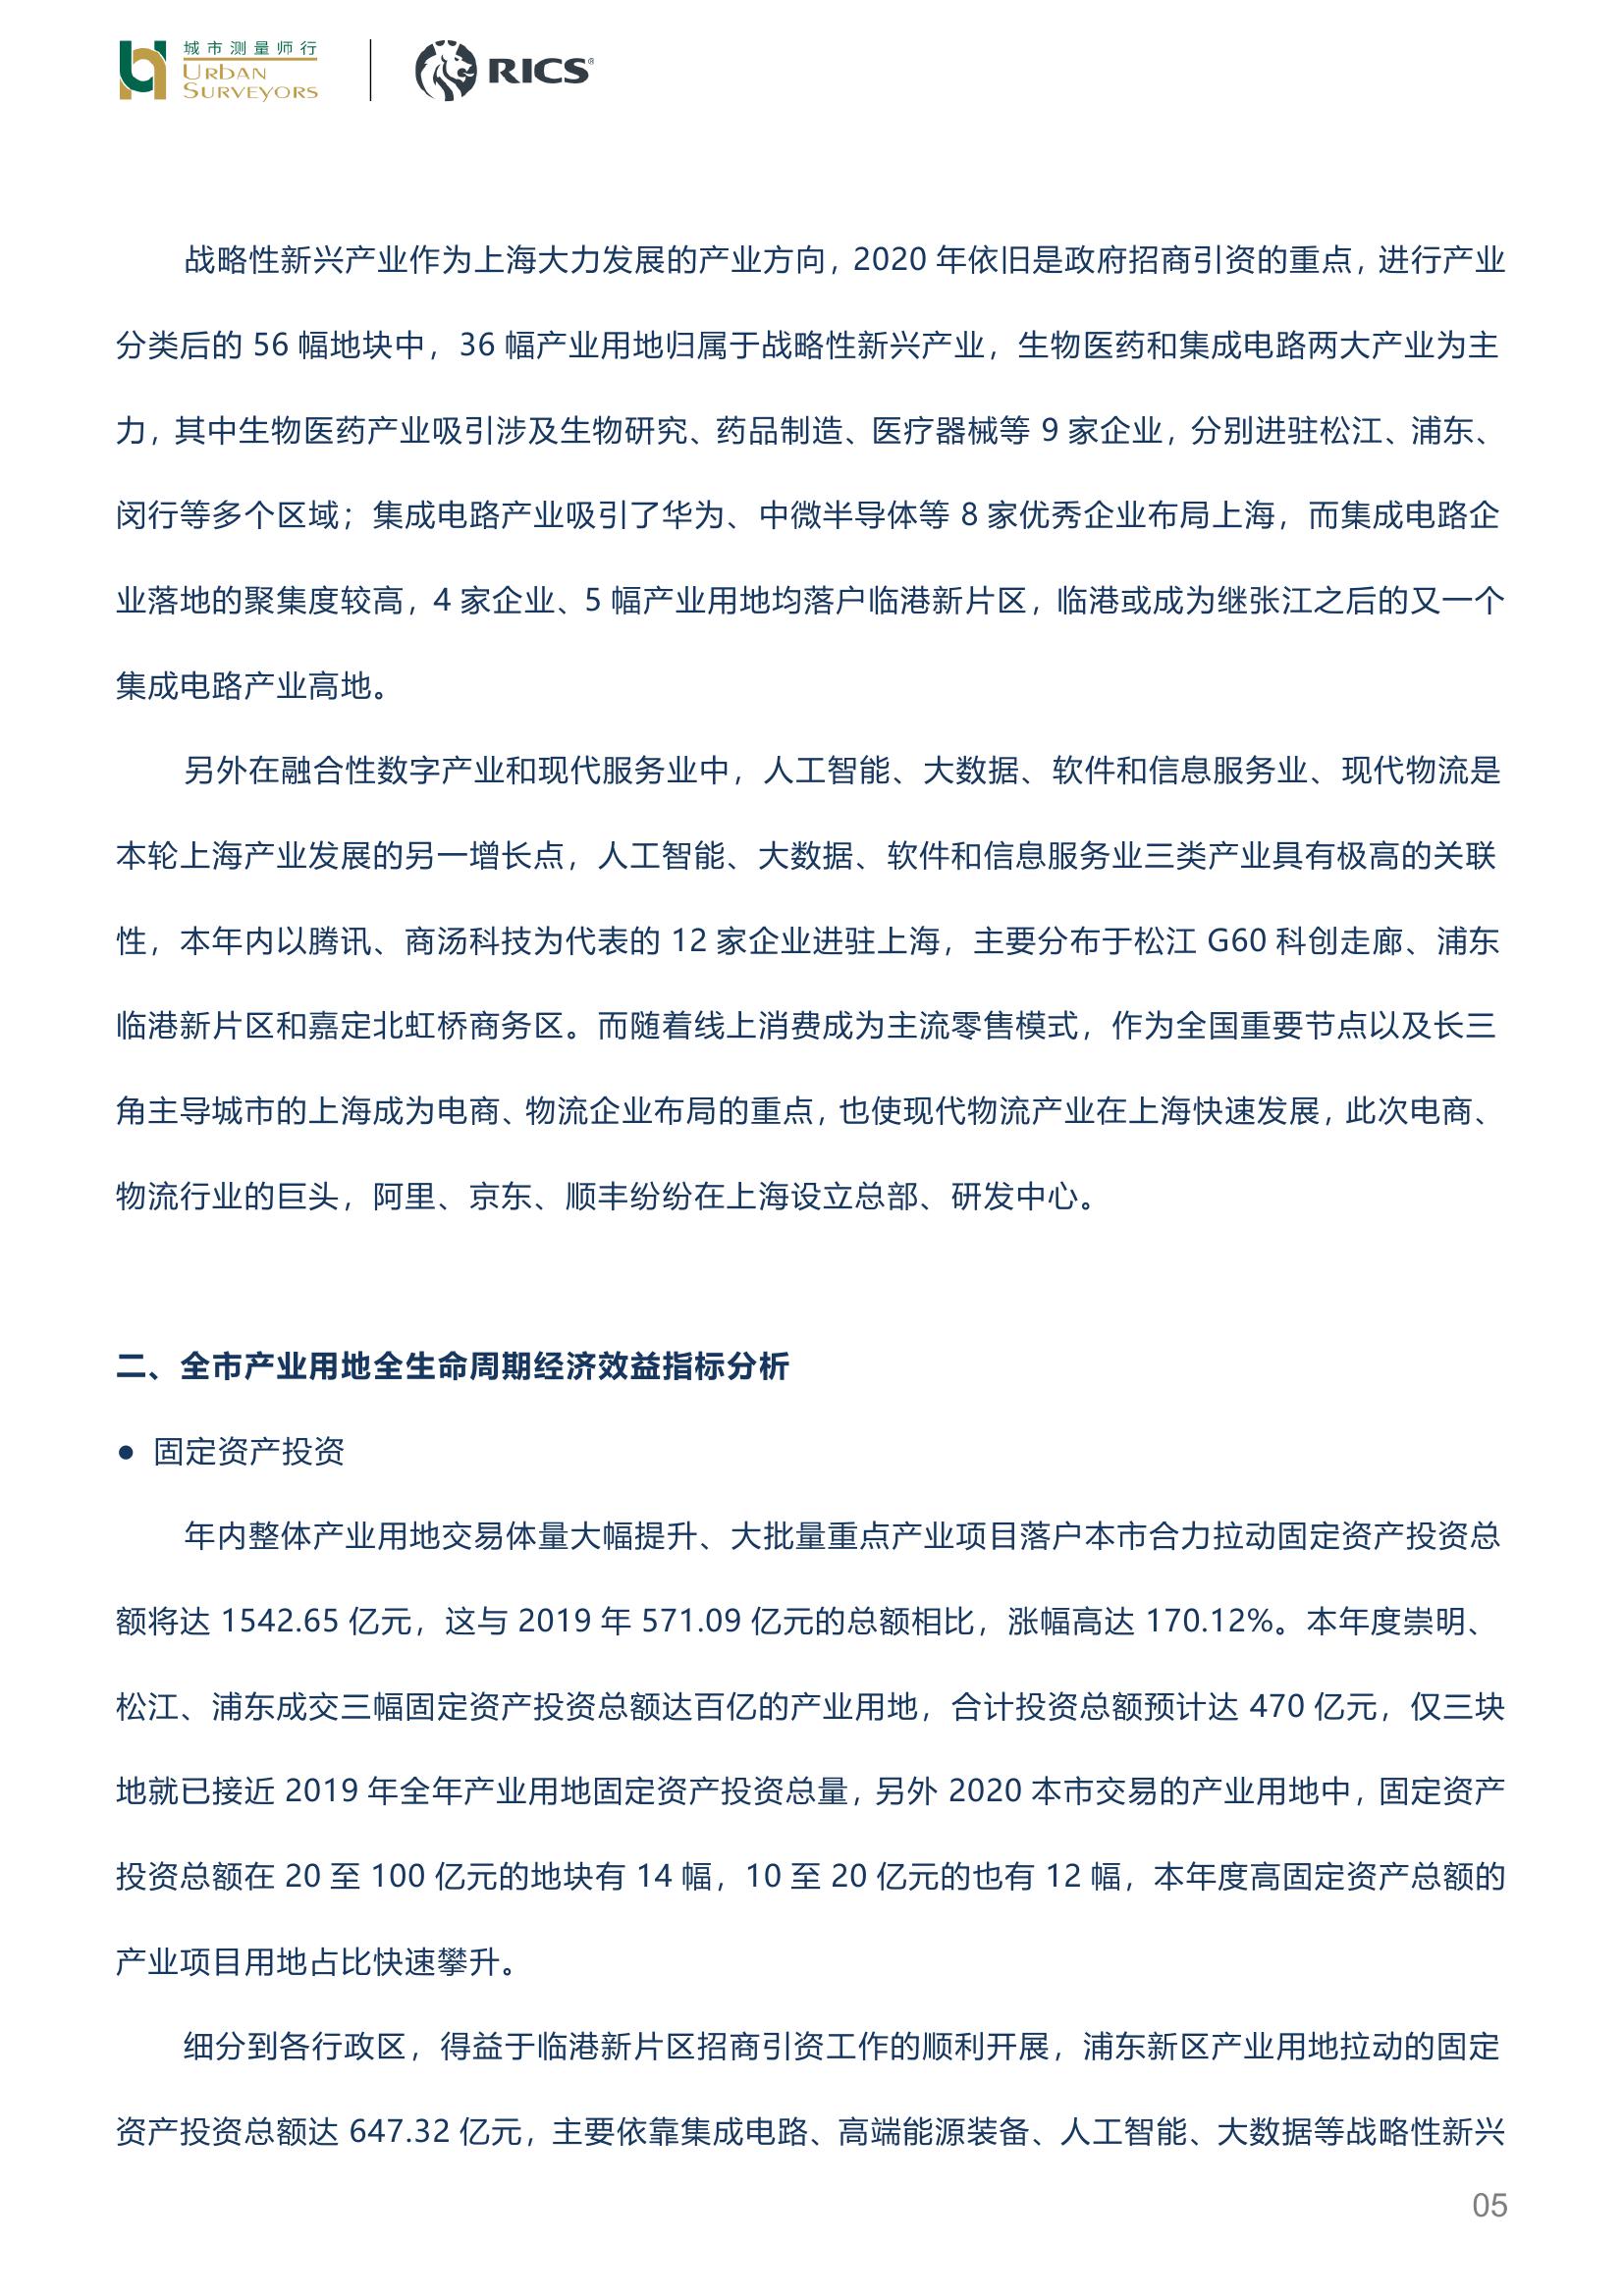 城市测量师行
URBAN
SURVEYORS
RICS®
战略性新兴产业作为上海大力发展的产业方向，2020 年依旧是政府招商引资的重点，进行产业
分类后的 56 幅地块中，36 幅产业用地归属于战略性新兴产业，生物医药和集成电路两大产业为主
力，其中生物医药产业吸引涉及生物研究、药品制造、医疗器械等 9 家企业，分别进驻松江、浦东、
闵行等多个区域；集成电路产业吸引了华为、中微半导体等 8 家优秀企业布局上海，而集成电路企
业落地的聚集度较高，4 家企业、5 幅产业用地均落户临港新片区，临港或成为继张江之后的又一个
集成电路产业高地。
另外在融合性数字产业和现代服务业中，人工智能、大数据、软件和信息服务业、现代物流是
本轮上海产业发展的另一增长点，人工智能、大数据、软件和信息服务业三类产业具有极高的关联
性，本年内以腾讯、商汤科技为代表的 12 家企业进驻上海，主要分布于松江 G60 科创走廊、浦东
临港新片区和嘉定北虹桥商务区。而随着线上消费成为主流零售模式，作为全国重要节点以及长三
角主导城市的上海成为电商、物流企业布局的重点，也使现代物流产业在上海快速发展，此次电商、
物流行业的巨头，阿里、京东、顺丰纷纷在上海设立总部、研发中心。
二、全市产业用地全生命周期经济效益指标分析
● 固定资产投资
年内整体产业用地交易体量大幅提升、大批量重点产业项目落户本市合力拉动固定资产投资总
额将达 1542.65 亿元，这与 2019 年 571.09 亿元的总额相比，涨幅高达 170.12%。本年度崇明、
松江、浦东成交三幅固定资产投资总额达百亿的产业用地，合计投资总额预计达 470 亿元，仅三块
地就已接近 2019 年全年产业用地固定资产投资总量，另外 2020 本市交易的产业用地中，固定资产
投资总额在 20 至 100 亿元的地块有 14 幅，10 至 20 亿元的也有 12 幅，本年度高固定资产总额的
产业项目用地占比快速攀升。
细分到各行政区，得益于临港新片区招商引资工作的顺利开展，浦东新区产业用地拉动的固定
资产投资总额达 647.32 亿元，主要依靠集成电路、高端能源装备、人工智能、大数据等战略性新兴
05